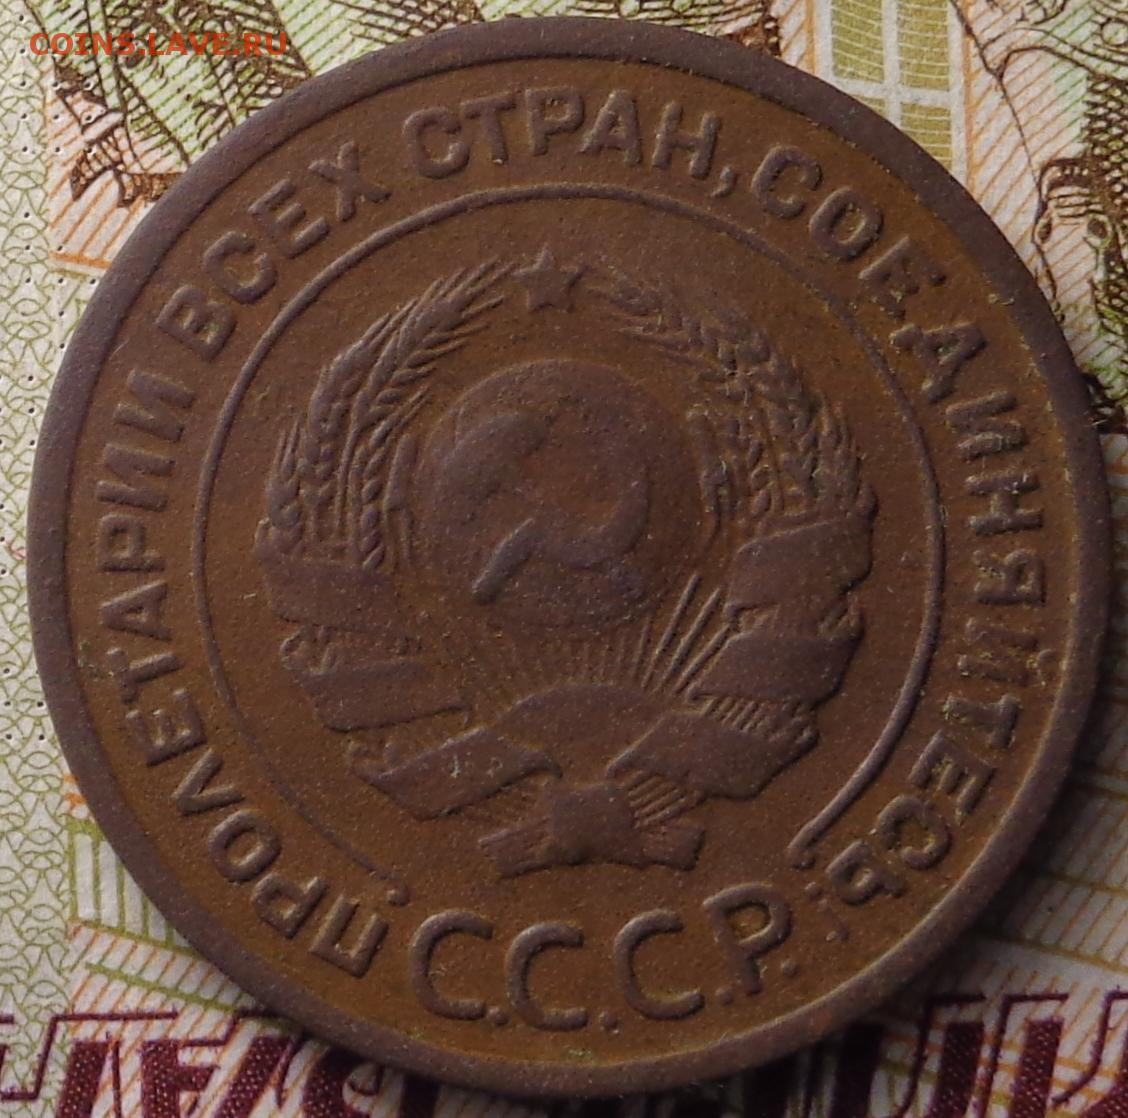 COINS.LAVE.RU
ПРОЛЕТАРИИ ВСЕХ СТРАН, СОЕДИНЯЙТЕСЬ!
С.С.С.Р.